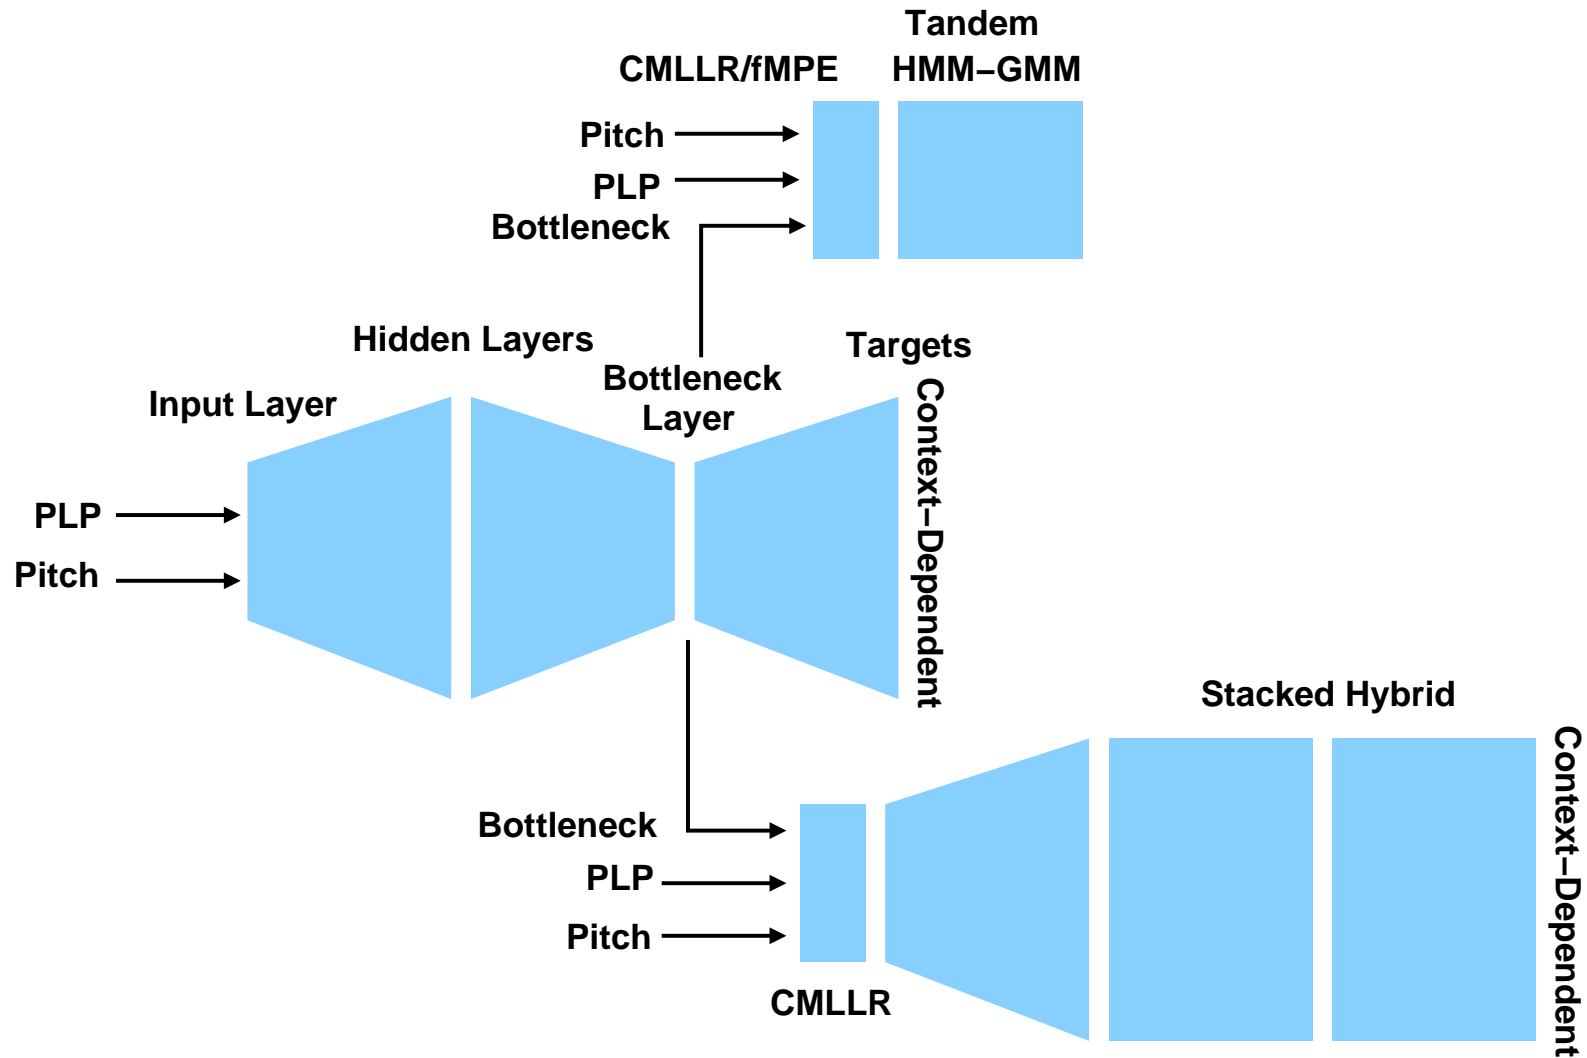 Tandem
CMLLR/fMPE
HMM–GMM
Pitch
PLP
Bottleneck
Hidden Layers
Targets
Bottleneck
Layer
Input Layer
Context–Dependent
PLP
Pitch
Stacked Hybrid
Context–Dependent
Bottleneck
PLP
Pitch
CMLLR